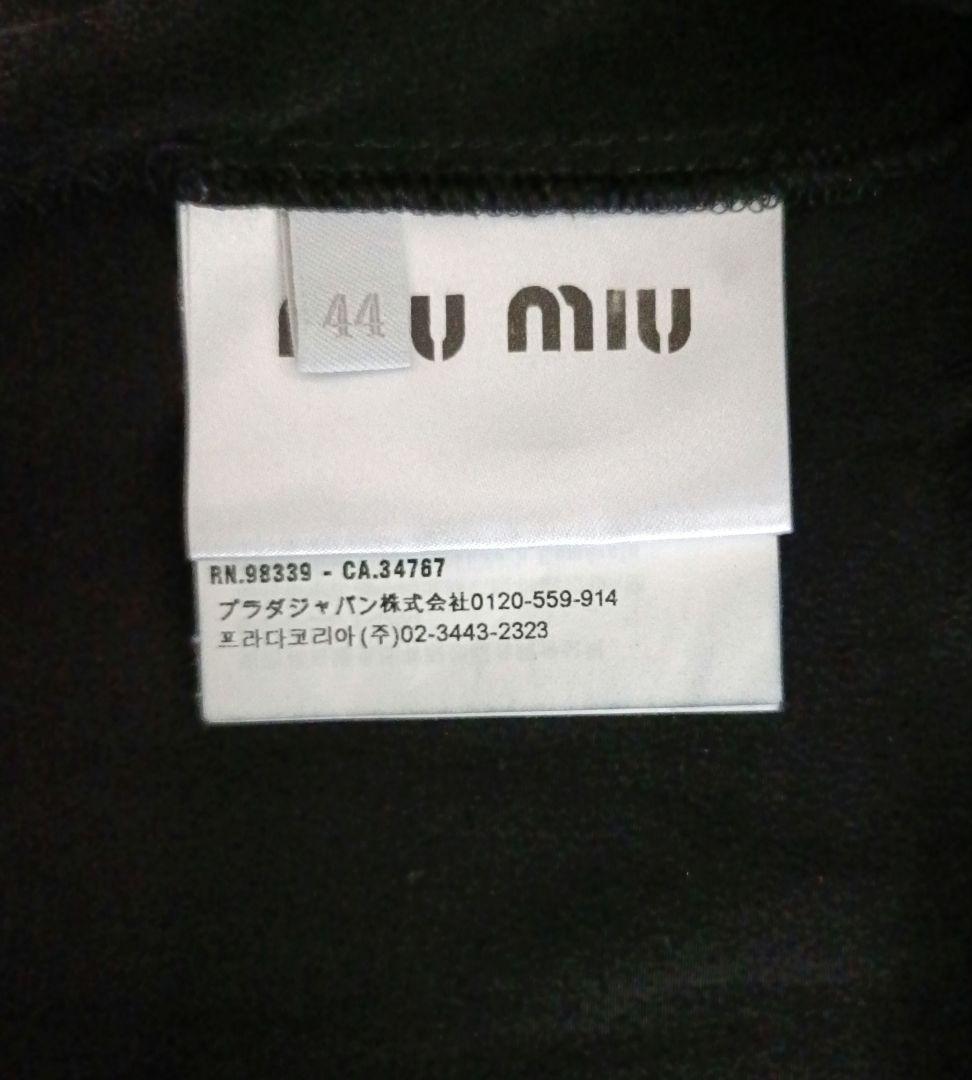 44
MIU MIU
RN.98339 - CA.34767
プラダジャパン株式会社0120-559-914
프라다코리아(주)02-3443-2323